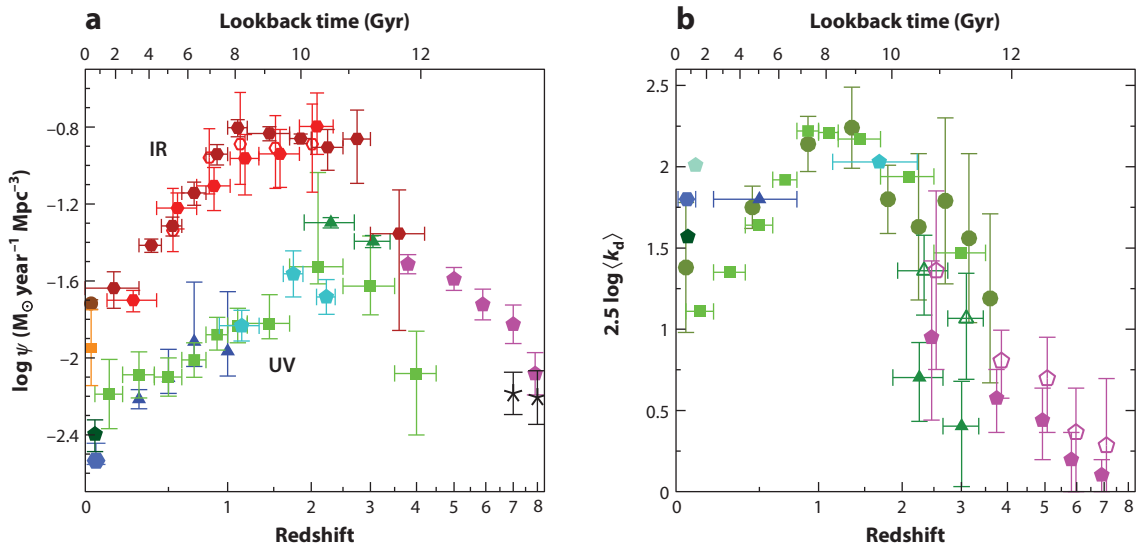 a
Lookback time (Gyr)
0 2 4 6 8 10 12
log ψ (M⊙ year−1 Mpc−3)
−0.8
−1.2
−1.6
−2
−2.4
IR
UV
0 1 2 3 4 5 6 7 8
Redshift
b
Lookback time (Gyr)
0 2 4 6 8 10 12
2.5 log ⟨kd⟩
2.5
2
1.5
1
0.5
0
0 1 2 3 4 5 6 7 8
Redshift